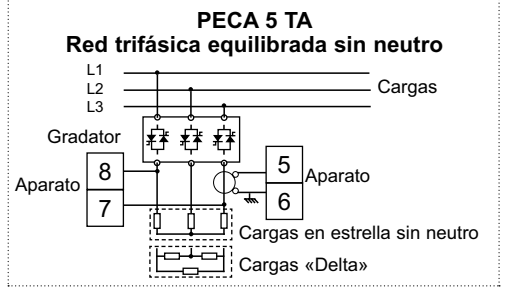 PECA 5 TA
Red trifásica equilibrada sin neutro
L1
L2
L3
Cargas
Gradator
Aparato
8
7
5
6
Aparato
Cargas en estrella sin neutro
Cargas «Delta»